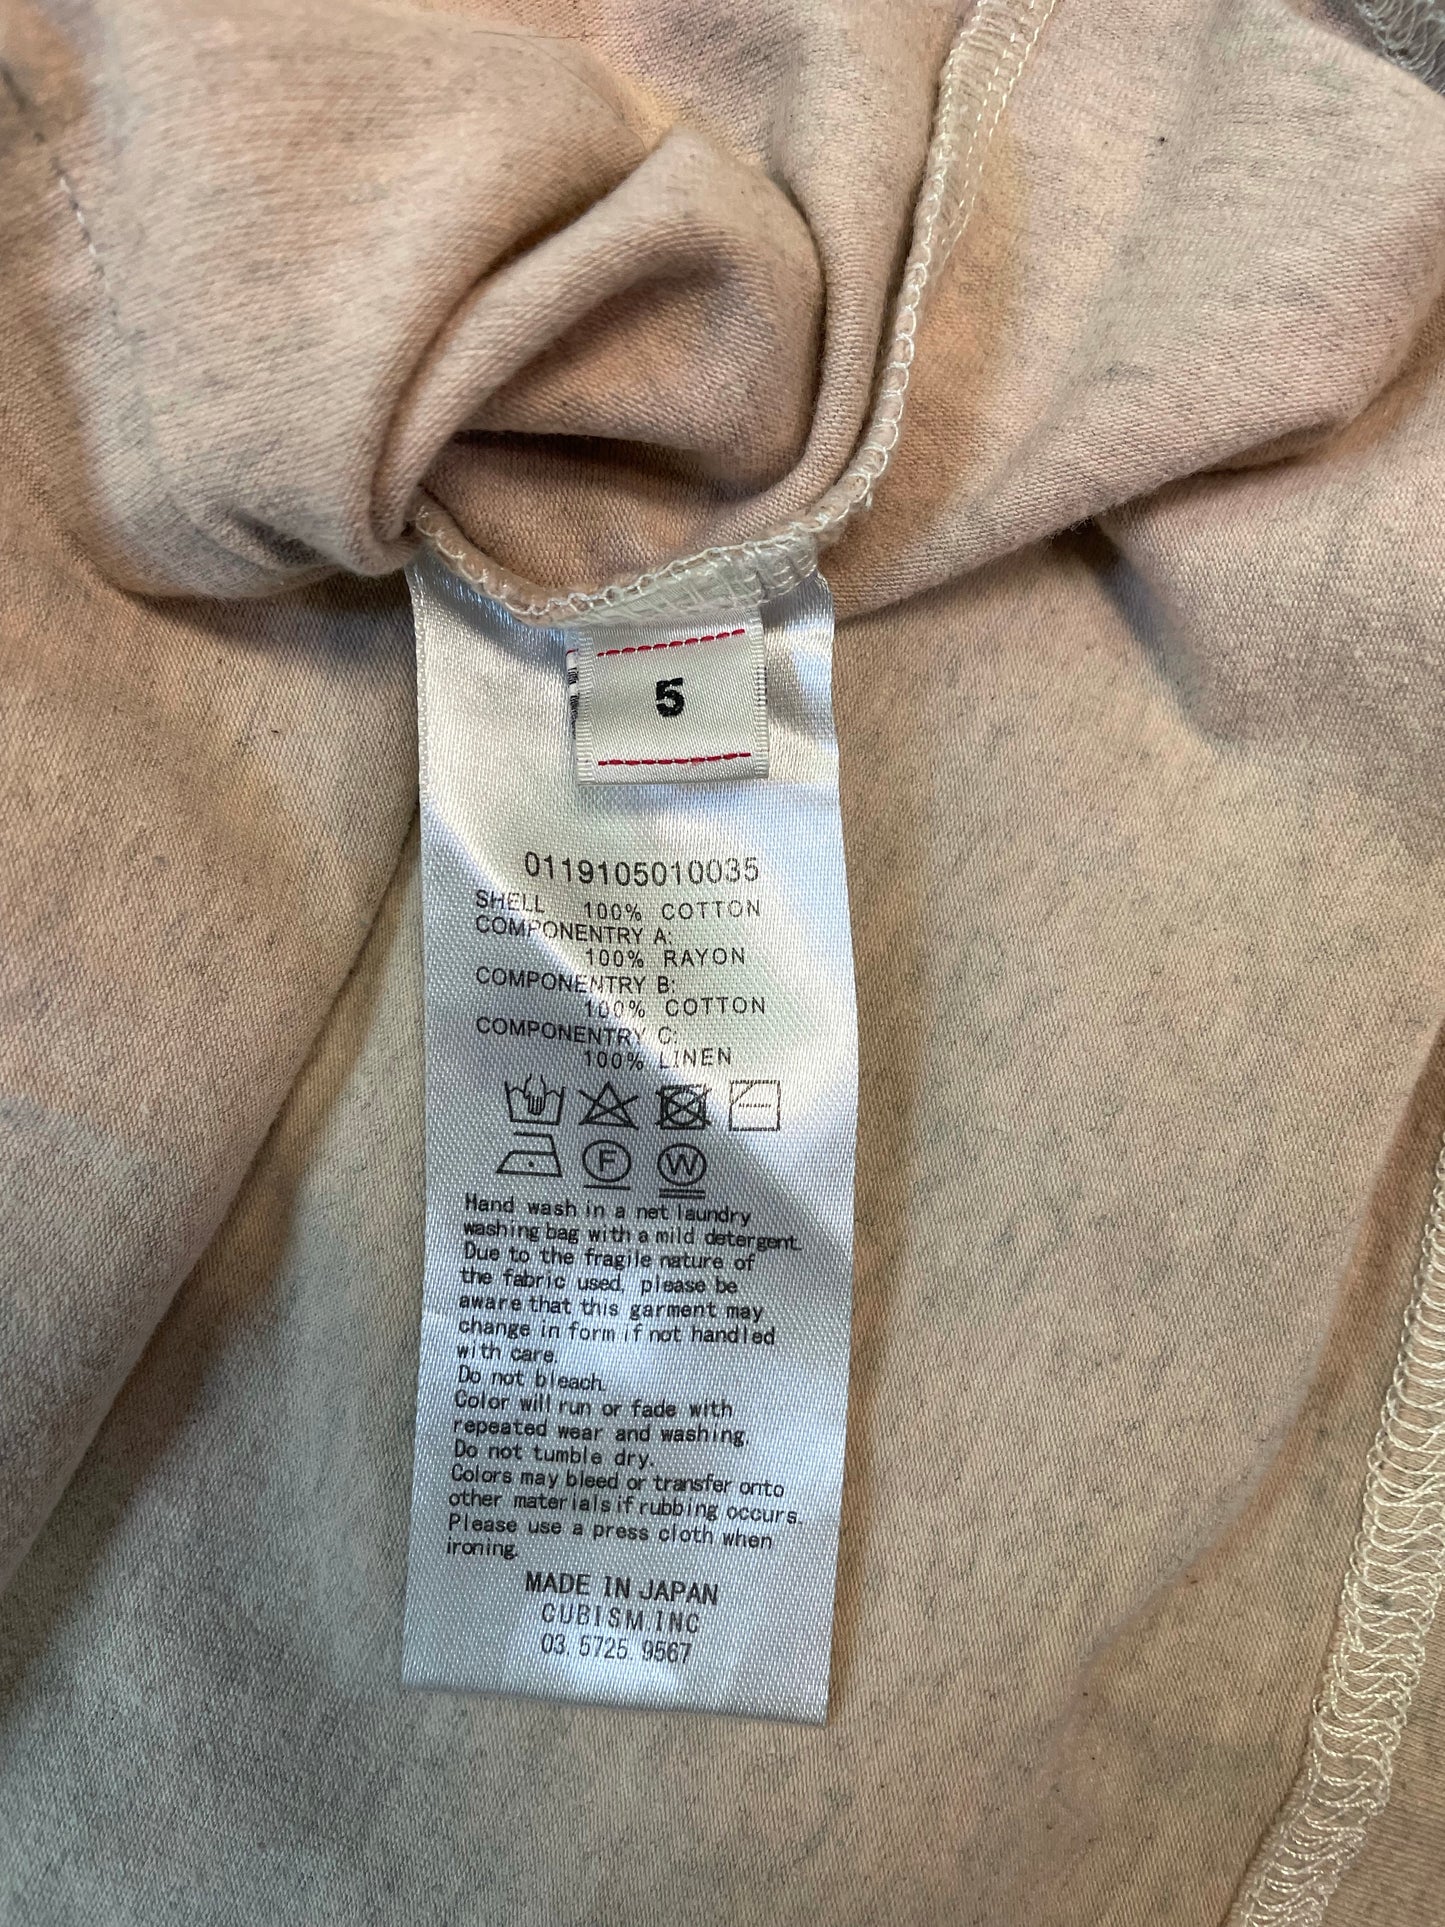 5
0119105010035
SHELL 100% COTTON
COMPONENTRY A:
100% RAYON
COMPONENTRY B:
100% COTTON
COMPONENTRY C:
100% LINEN
F W
Hand wash in a net laundry
washing bag with a mild detergent.
Due to the fragile nature of
the fabric used, please be
aware that this garment may
change in form if not handled
with care.
Do not bleach.
Color will run or fade with
repeated wear and washing.
Do not tumble dry.
Colors may bleed or transfer onto
other materials if rubbing occurs.
Please use a press cloth when
ironing.
MADE IN JAPAN
CUBISM.INC
03. 5725. 9567